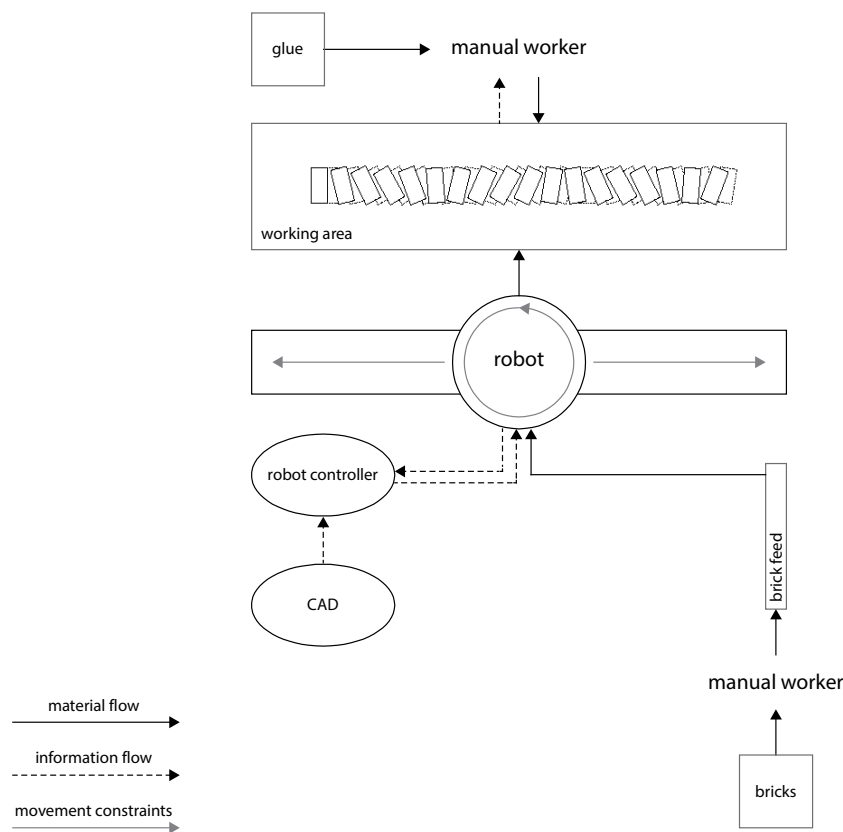 glue
manual worker
working area
robot
robot controller
brick feed
CAD
manual worker
material flow
information flow
bricks
movement constraints